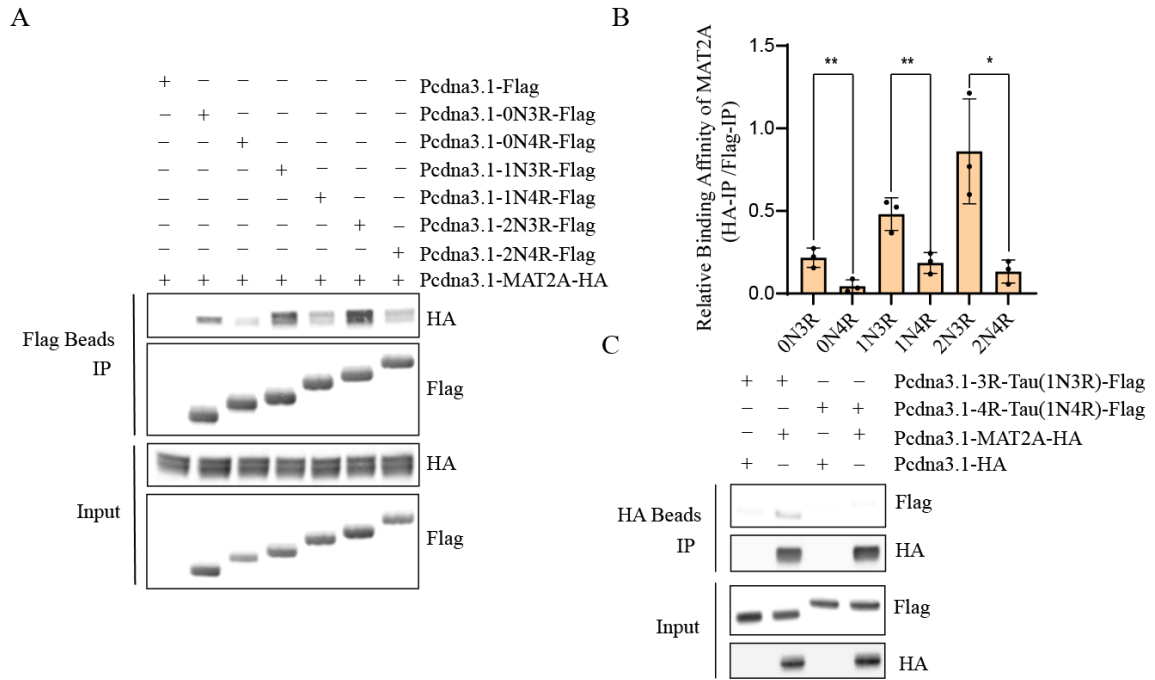 A
+ − − − − − − Pcdna3.1-Flag
− + − − − − − Pcdna3.1-0N3R-Flag
− − + − − − − Pcdna3.1-0N4R-Flag
− − − + − − − Pcdna3.1-1N3R-Flag
− − − − + − − Pcdna3.1-1N4R-Flag
− − − − − + − Pcdna3.1-2N3R-Flag
− − − − − − + Pcdna3.1-2N4R-Flag
+ + + + + + + Pcdna3.1-MAT2A-HA
Flag Beads
IP
HA
Flag
Input
HA
Flag
B
Relative Binding Affinity of MAT2A
(HA-IP /Flag-IP)
1.5
1.0
0.5
0.0
** ** *
0N3R 0N4R 1N3R 1N4R 2N3R 2N4R
C
+ + − − Pcdna3.1-3R-Tau(1N3R)-Flag
− − + + Pcdna3.1-4R-Tau(1N4R)-Flag
− + − + Pcdna3.1-MAT2A-HA
+ − + − Pcdna3.1-HA
HA Beads
IP
Flag
HA
Input
Flag
HA